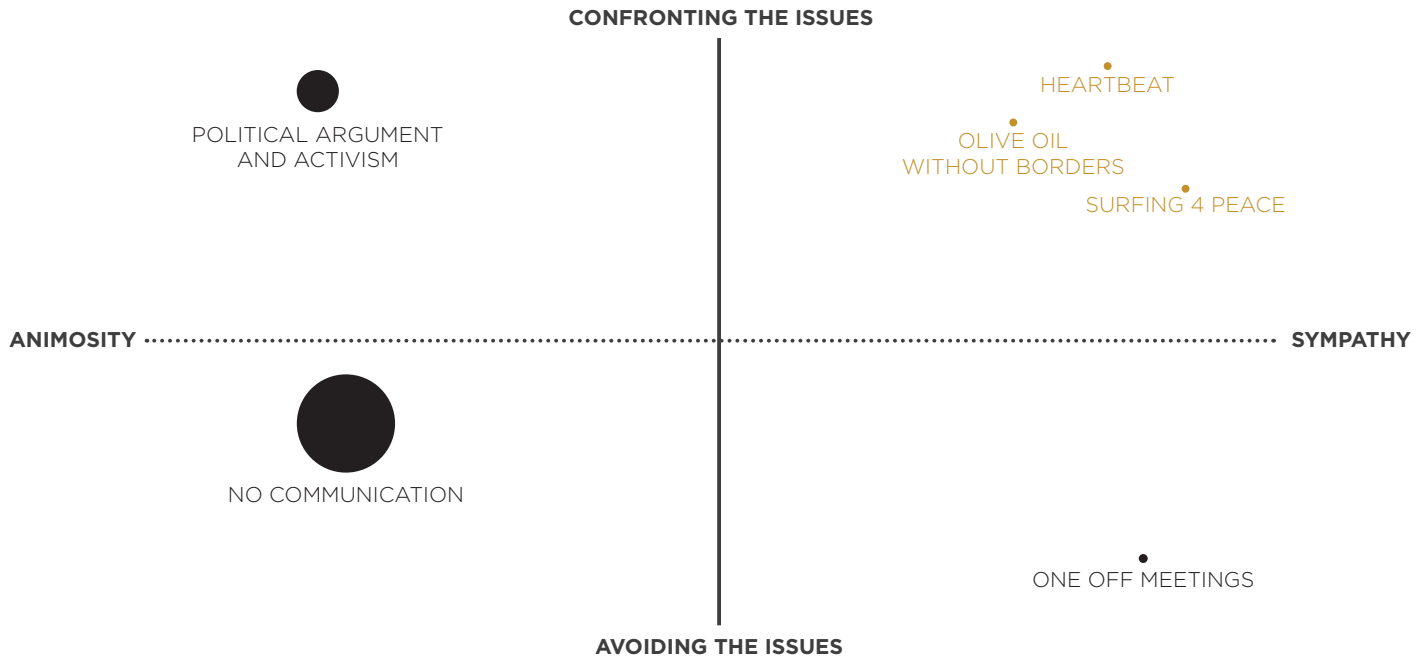 CONFRONTING THE ISSUES
HEARTBEAT
POLITICAL ARGUMENT
AND ACTIVISM
OLIVE OIL
WITHOUT BORDERS
SURFING 4 PEACE
ANIMOSITY
SYMPATHY
NO COMMUNICATION
ONE OFF MEETINGS
AVOIDING THE ISSUES